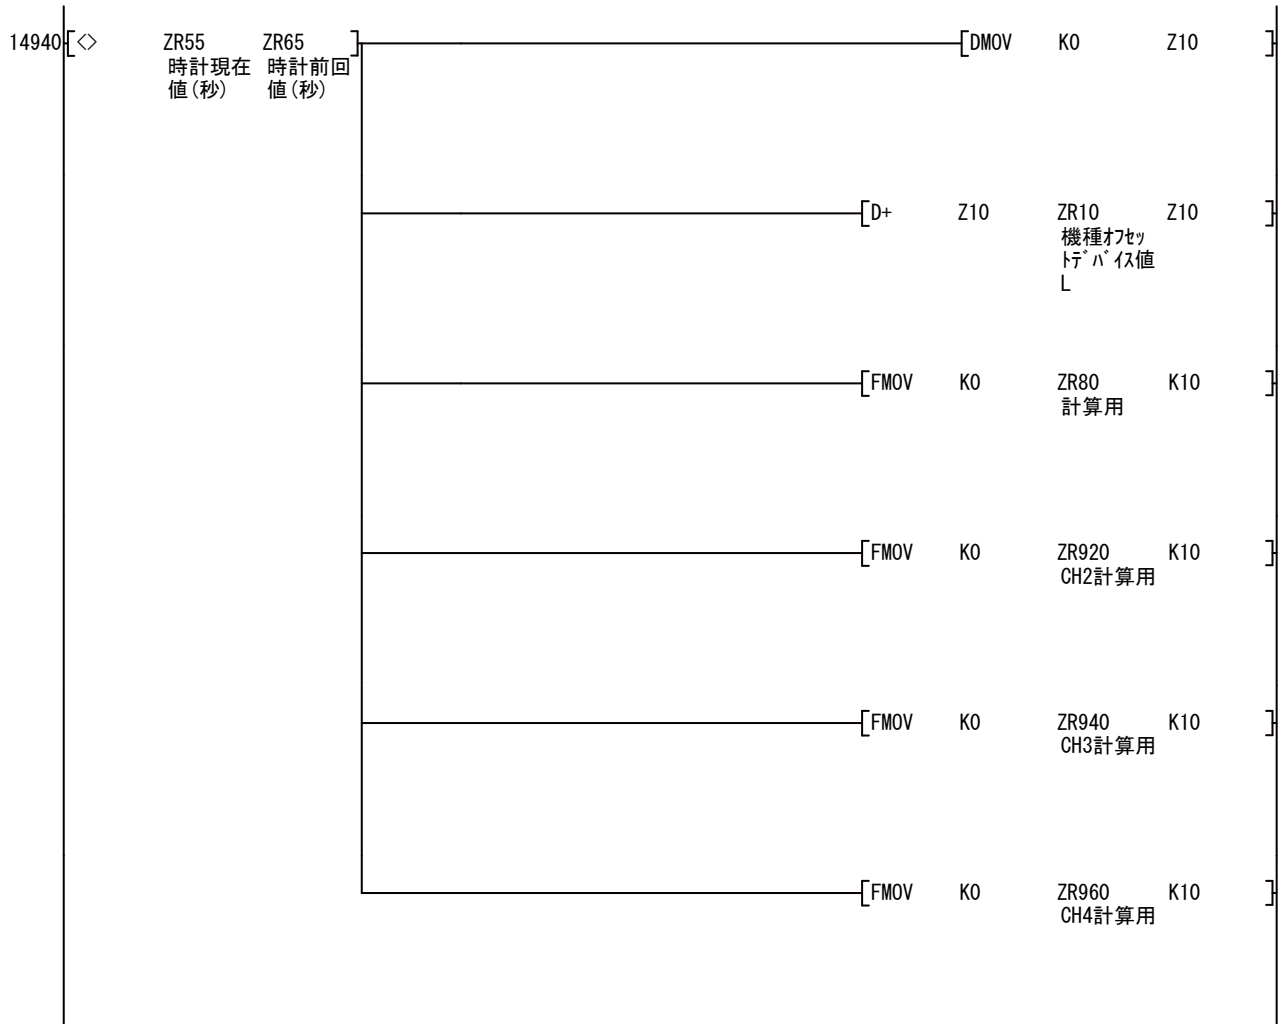 14940 <> ZR55 ZR65 DMOV K0 Z10
時計現在 時計前回
値(秒) 値(秒)
D+ Z10 ZR10 Z10
機種ｵﾌｾｯ
ﾄﾃﾞﾊﾞｲｽ値
L
FMOV K0 ZR80 K10
計算用
FMOV K0 ZR920 K10
CH2計算用
FMOV K0 ZR940 K10
CH3計算用
FMOV K0 ZR960 K10
CH4計算用